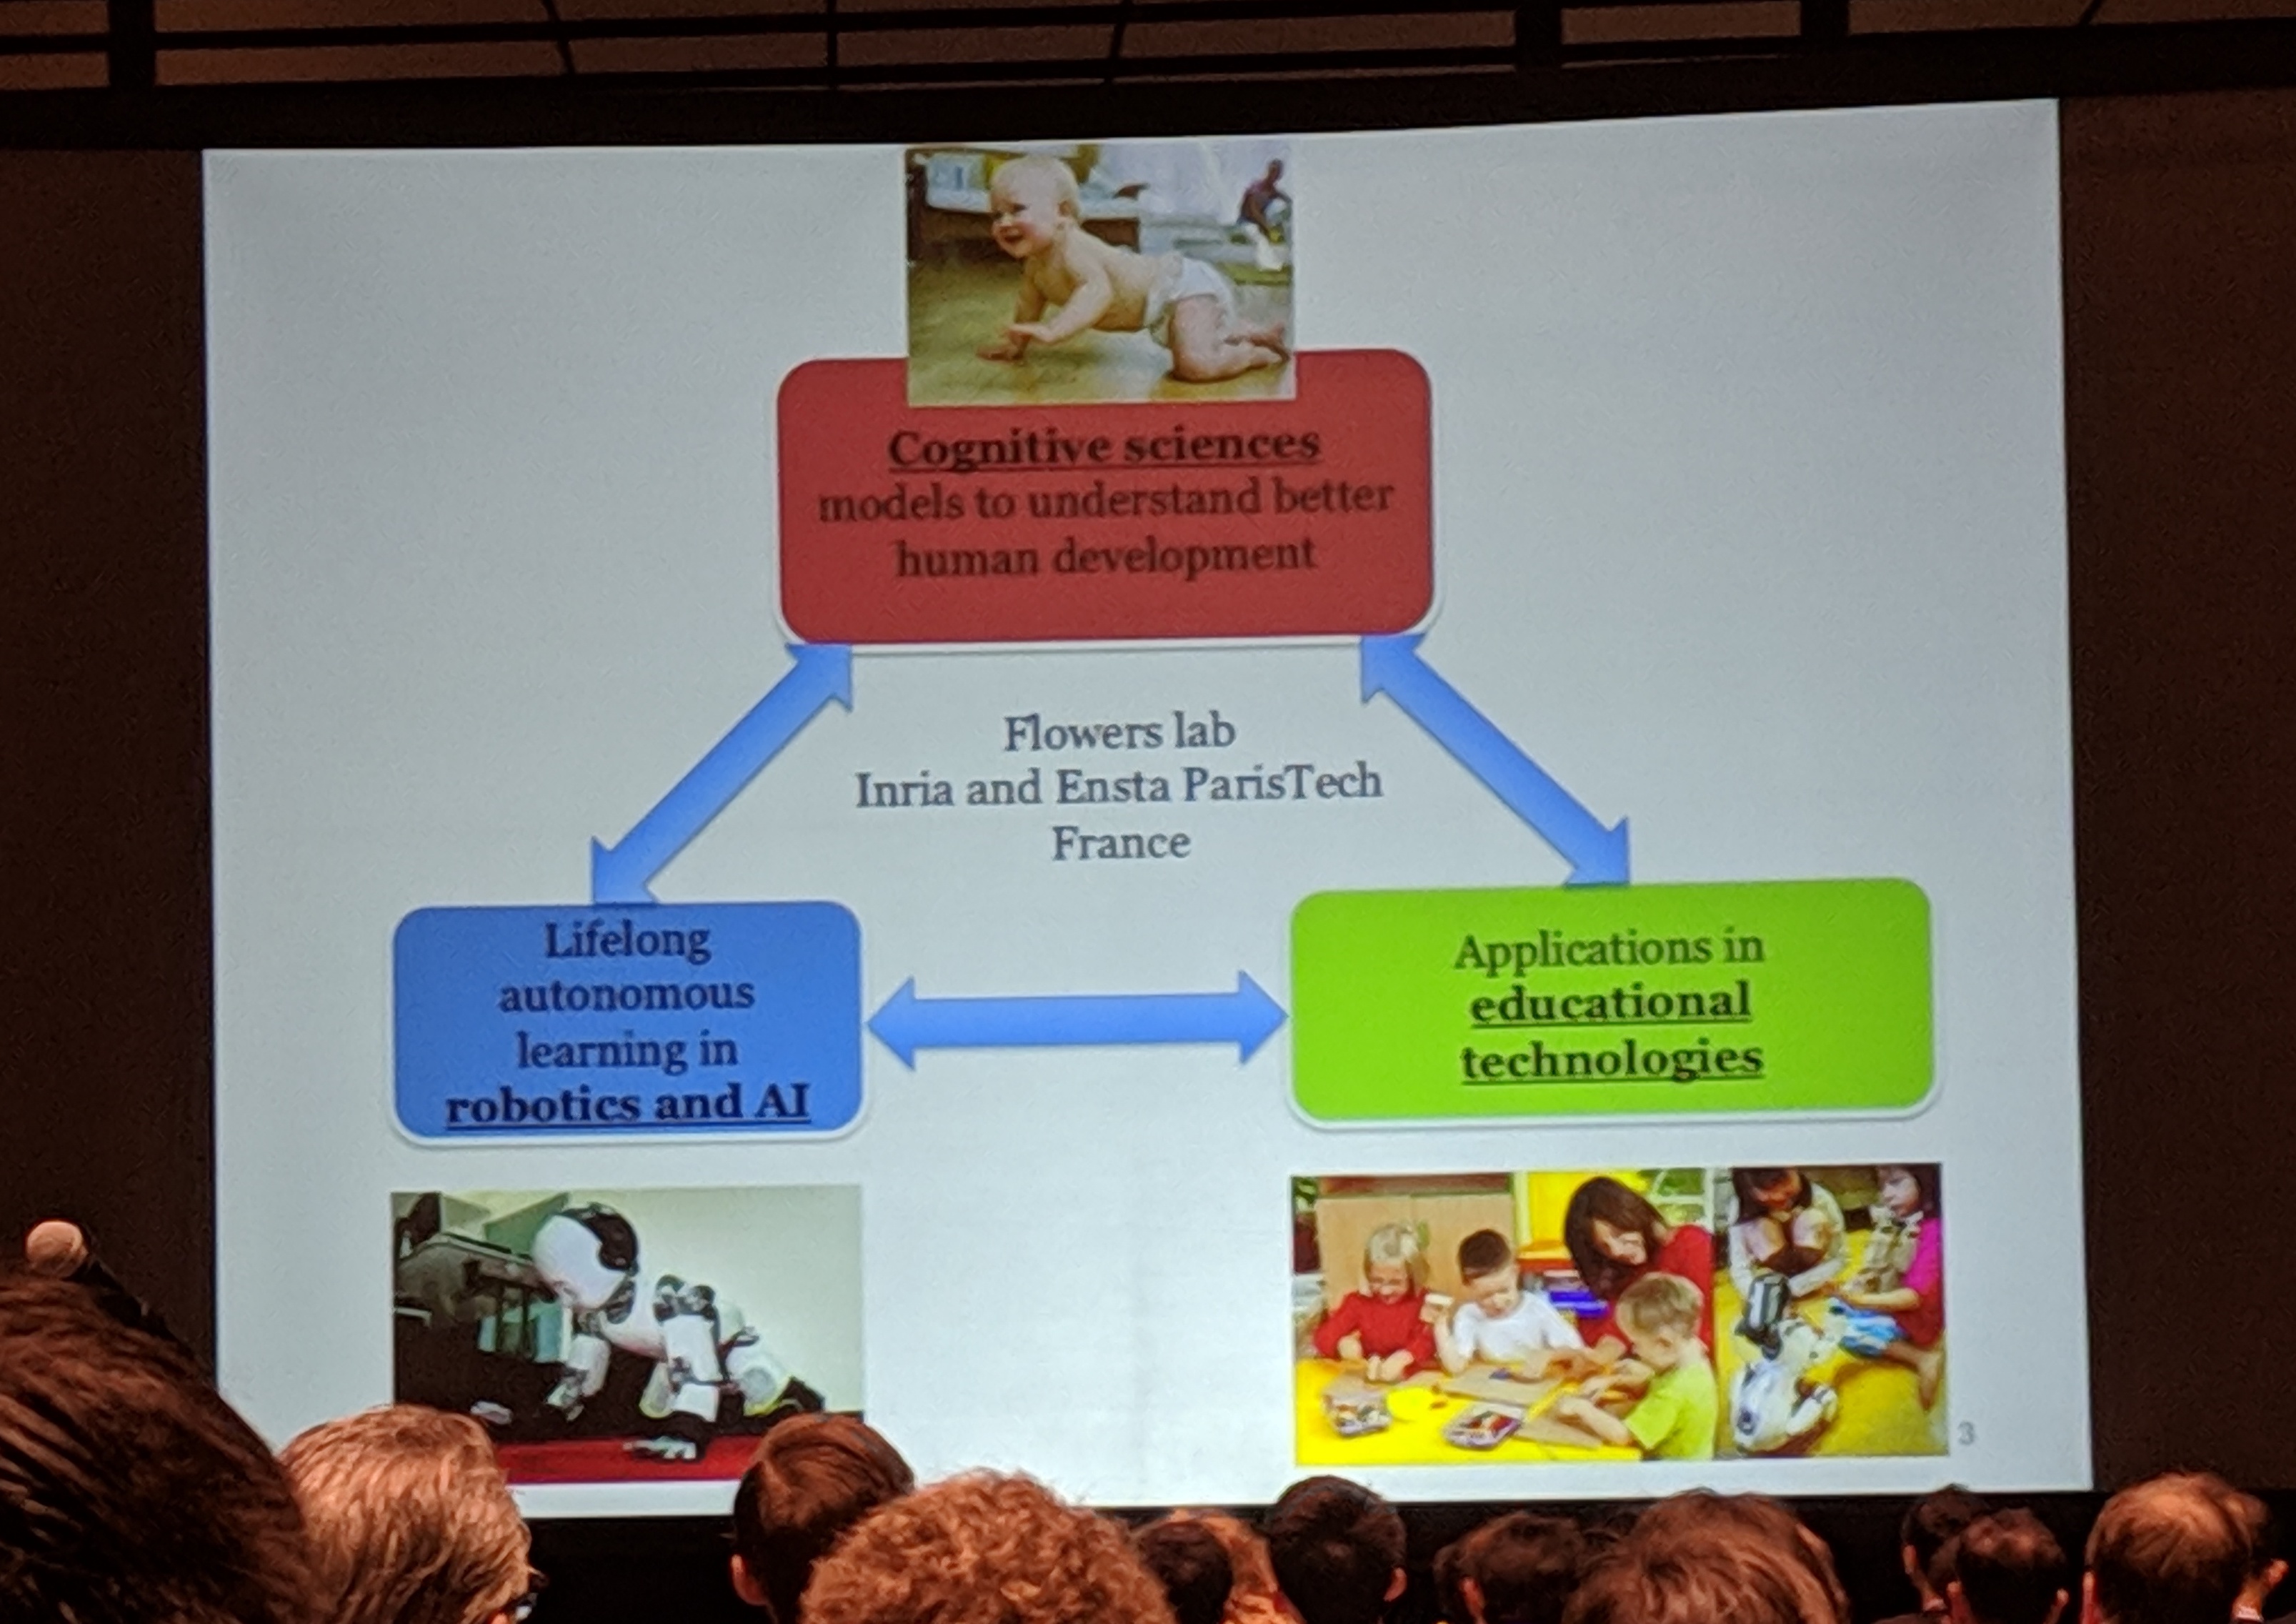 Cognitive sciences
models to understand better
human development
Flowers lab
Inria and Ensta ParisTech
France
Lifelong
autonomous
learning in
robotics and AI
Applications in
educational
technologies
3